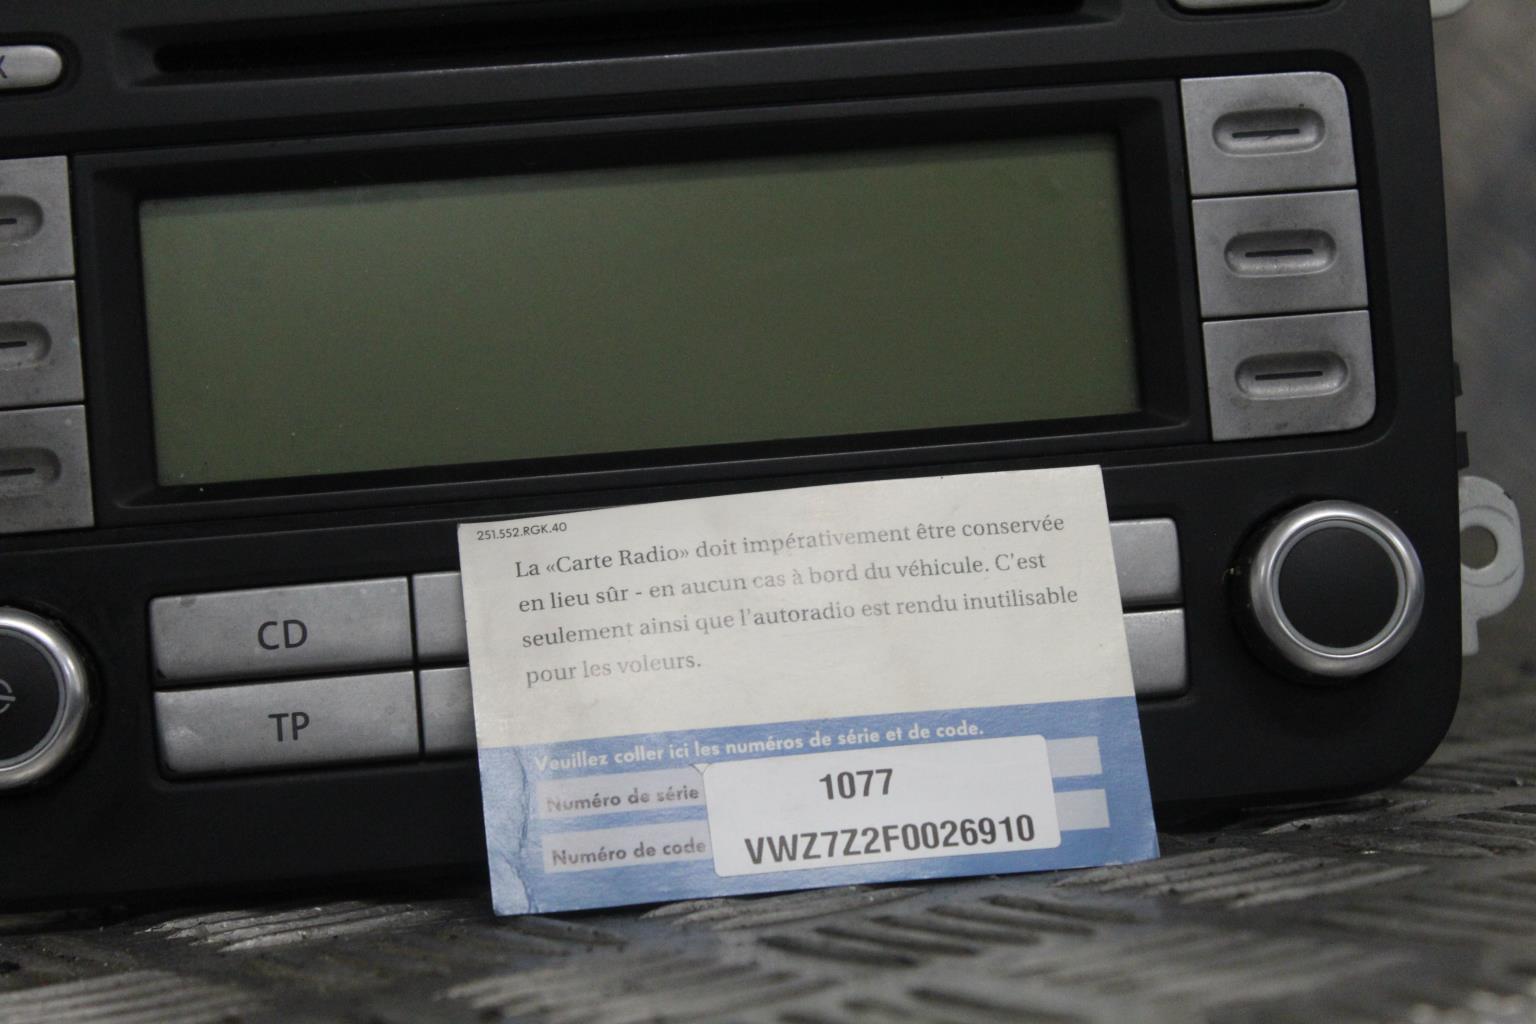 251.552.RGK.40
La «Carte Radio» doit impérativement être conservée
en lieu sûr - en aucun cas à bord du véhicule. C'est
seulement ainsi que l'autoradio est rendu inutilisable
pour les voleurs.
Veuillez coller ici les numéros de série et de code.
Numéro de série
1077
Numéro de code
VWZ7Z2F0026910
CD
TP